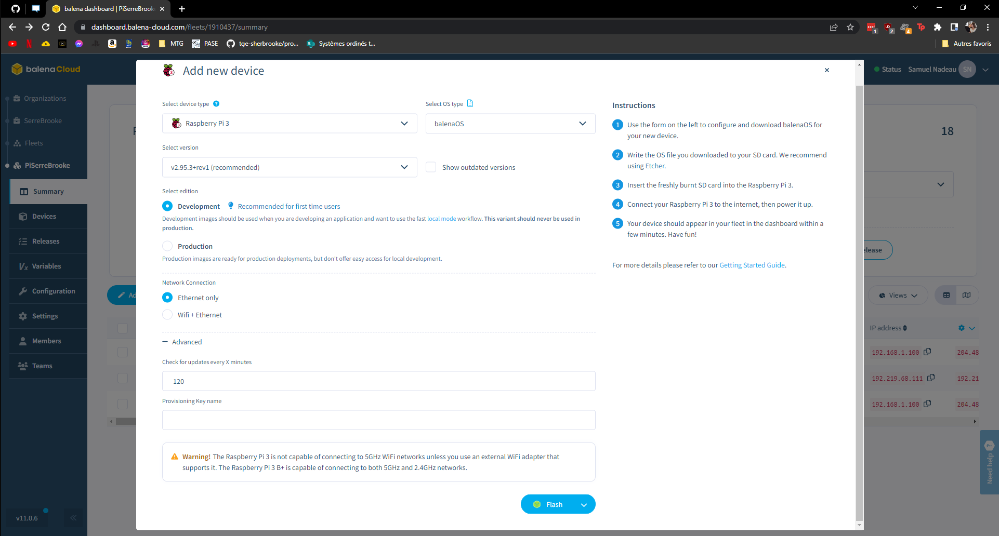 balena dashboard | PiSerreBrooke
dashboard.balena-cloud.com/fleets/1910437/summary
1
2
4
Tp
MTG
PASE
tge-sherbrooke/pro...
Systèmes ordinés t...
Autres favoris
balenaCloud
Add new device
Status
Samuel Nadeau
SN
Organizations
SerreBrooke
Fleets
PiSerreBrooke
Summary
Devices
Releases
Variables
Configuration
Settings
Members
Teams
v11.0.6
Select device type
Raspberry Pi 3
Select OS type
balenaOS
Select version
v2.95.3+rev1 (recommended)
Show outdated versions
Select edition
Development
Recommended for first time users
Development images should be used when you are developing an application and want to use the fast local mode workflow. This variant should never be used in
production.
Production
Production images are ready for production deployments, but don't offer easy access for local development.
Network Connection
Ethernet only
Wifi + Ethernet
Advanced
Check for updates every X minutes
120
Provisioning Key name
Warning! The Raspberry Pi 3 is not capable of connecting to 5GHz WiFi networks unless you use an external WiFi adapter that
supports it. The Raspberry Pi 3 B+ is capable of connecting to both 5GHz and 2.4GHz networks.
Flash
Instructions
1 Use the form on the left to configure and download balenaOS for
your new device.
2 Write the OS file you downloaded to your SD card. We recommend
using Etcher.
3 Insert the freshly burnt SD card into the Raspberry Pi 3.
4 Connect your Raspberry Pi 3 to the internet, then power it up.
5 Your device should appear in your fleet in the dashboard within a
few minutes. Have fun!
For more details please refer to our Getting Started Guide.
18
elease
Ad
Views
IP address
192.168.1.100
204.48
192.219.68.111
192.21
192.168.1.100
204.48
Need help